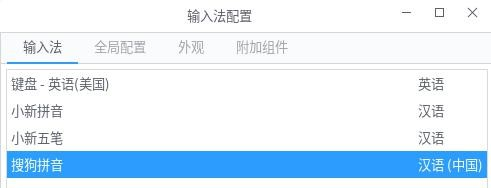 输入法配置
输入法 全局配置 外观 附加组件
键盘 - 英语(美国) 英语
小新拼音 汉语
小新五笔 汉语
搜狗拼音 汉语 (中国)